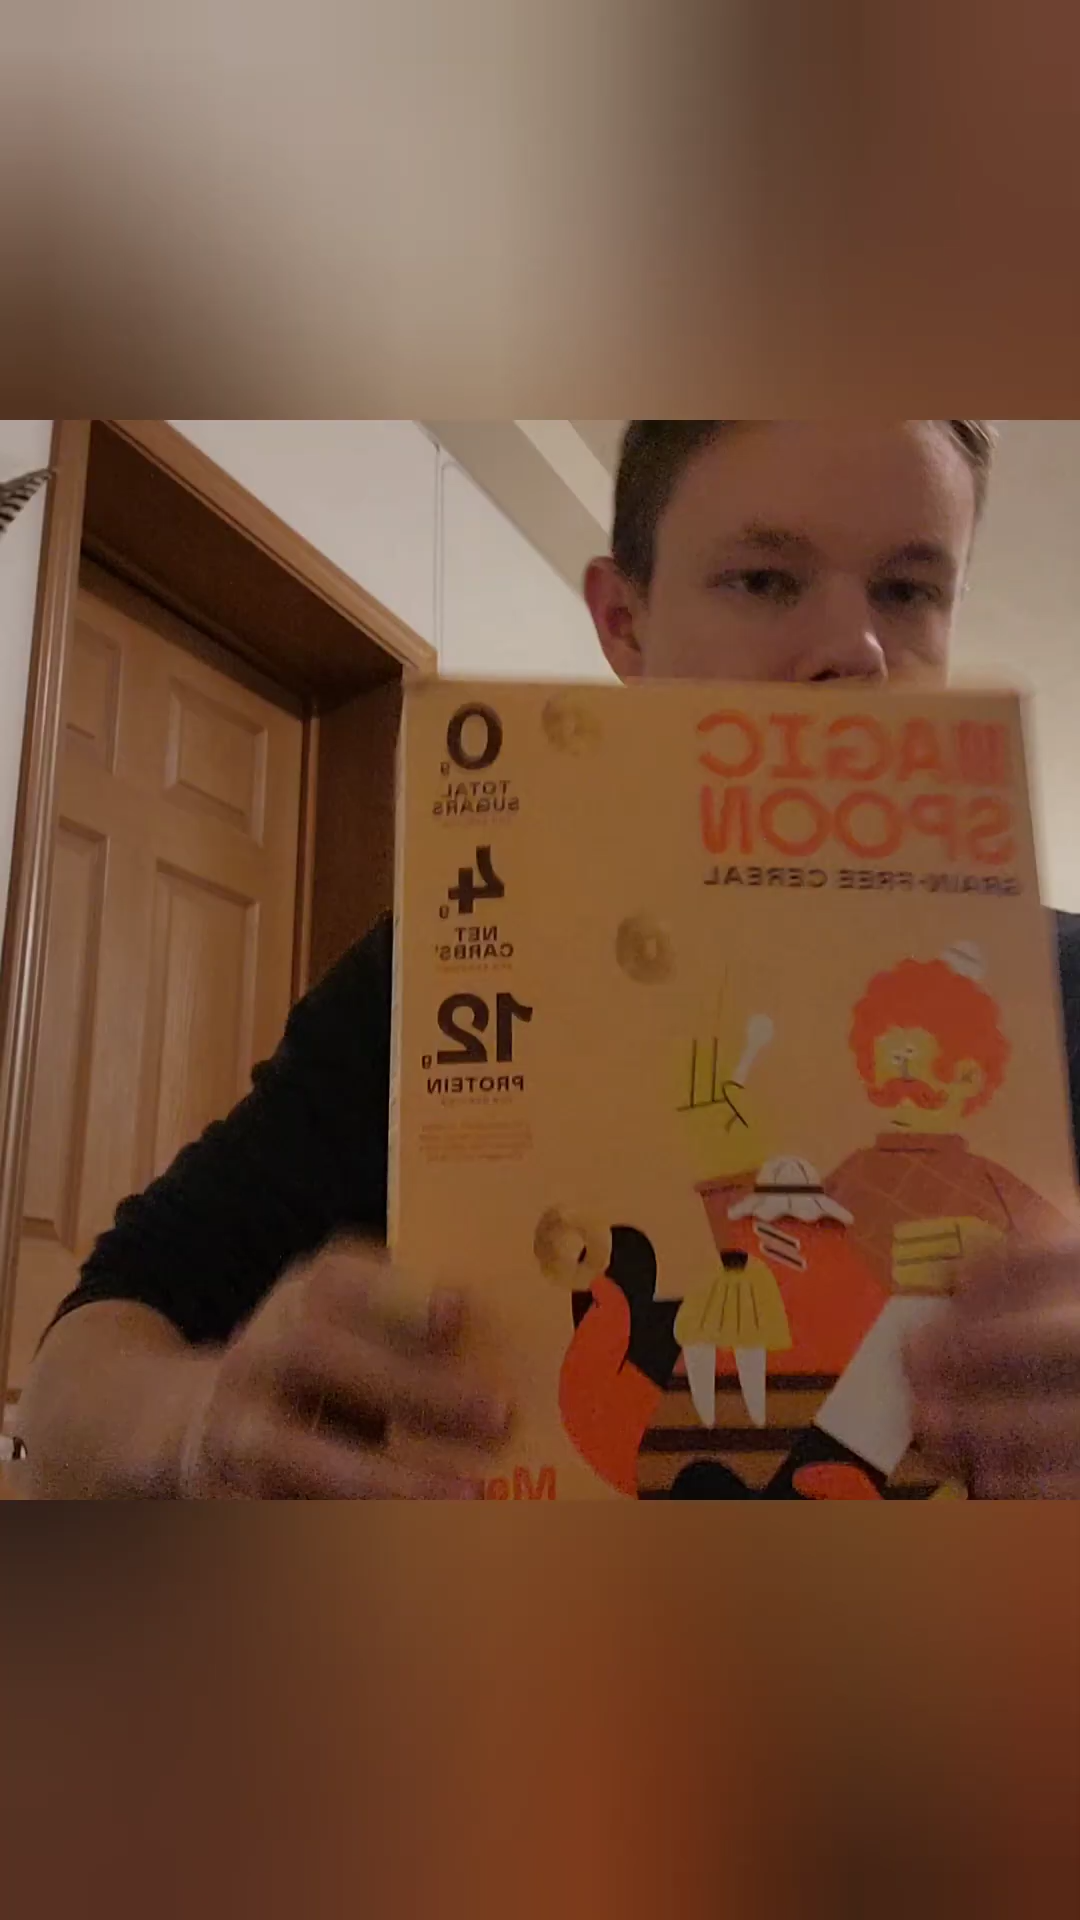 MAGIC
SPOON
GRAIN-FREE CEREAL
0g
TOTAL
SUGARS
4g
NET
CARBS*
12g
PROTEIN